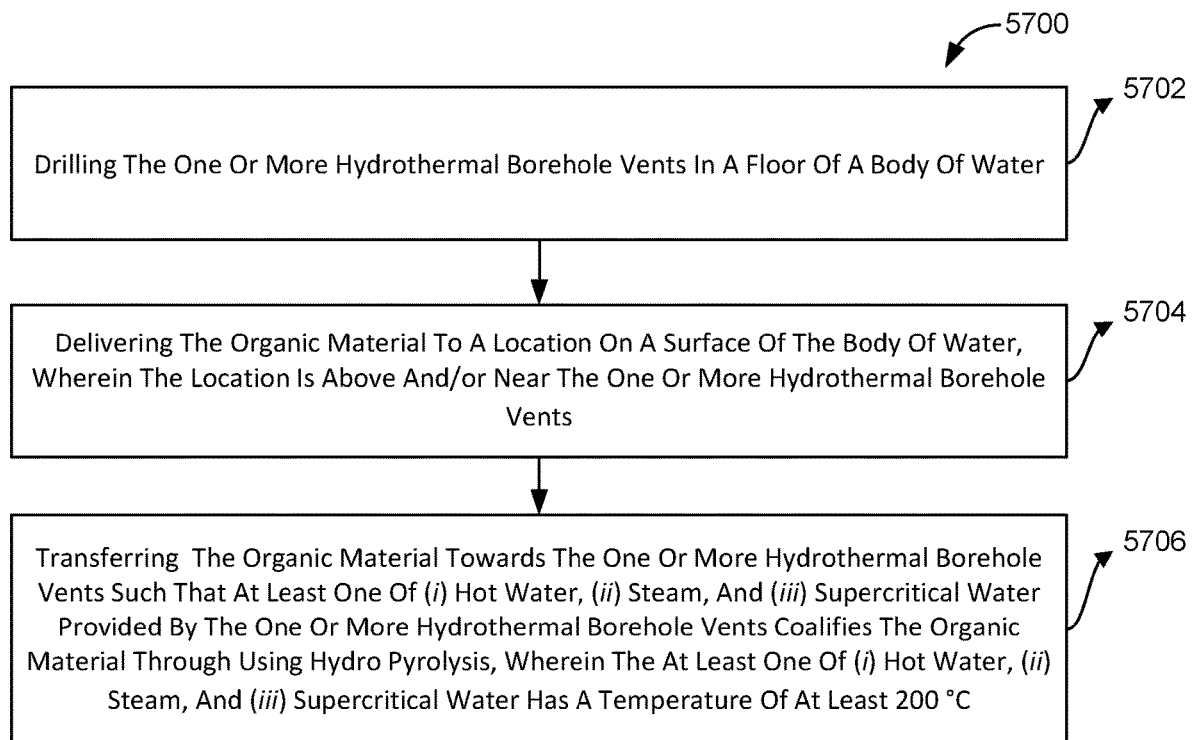 5700
5702
Drilling The One Or More Hydrothermal Borehole Vents In A Floor Of A Body Of Water
5704
Delivering The Organic Material To A Location On A Surface Of The Body Of Water,
Wherein The Location Is Above And/or Near The One Or More Hydrothermal Borehole
Vents
5706
Transferring The Organic Material Towards The One Or More Hydrothermal Borehole
Vents Such That At Least One Of (i) Hot Water, (ii) Steam, And (iii) Supercritical Water
Provided By The One Or More Hydrothermal Borehole Vents Coalifies The Organic
Material Through Using Hydro Pyrolysis, Wherein The At Least One Of (i) Hot Water, (ii)
Steam, And (iii) Supercritical Water Has A Temperature Of At Least 200 °C